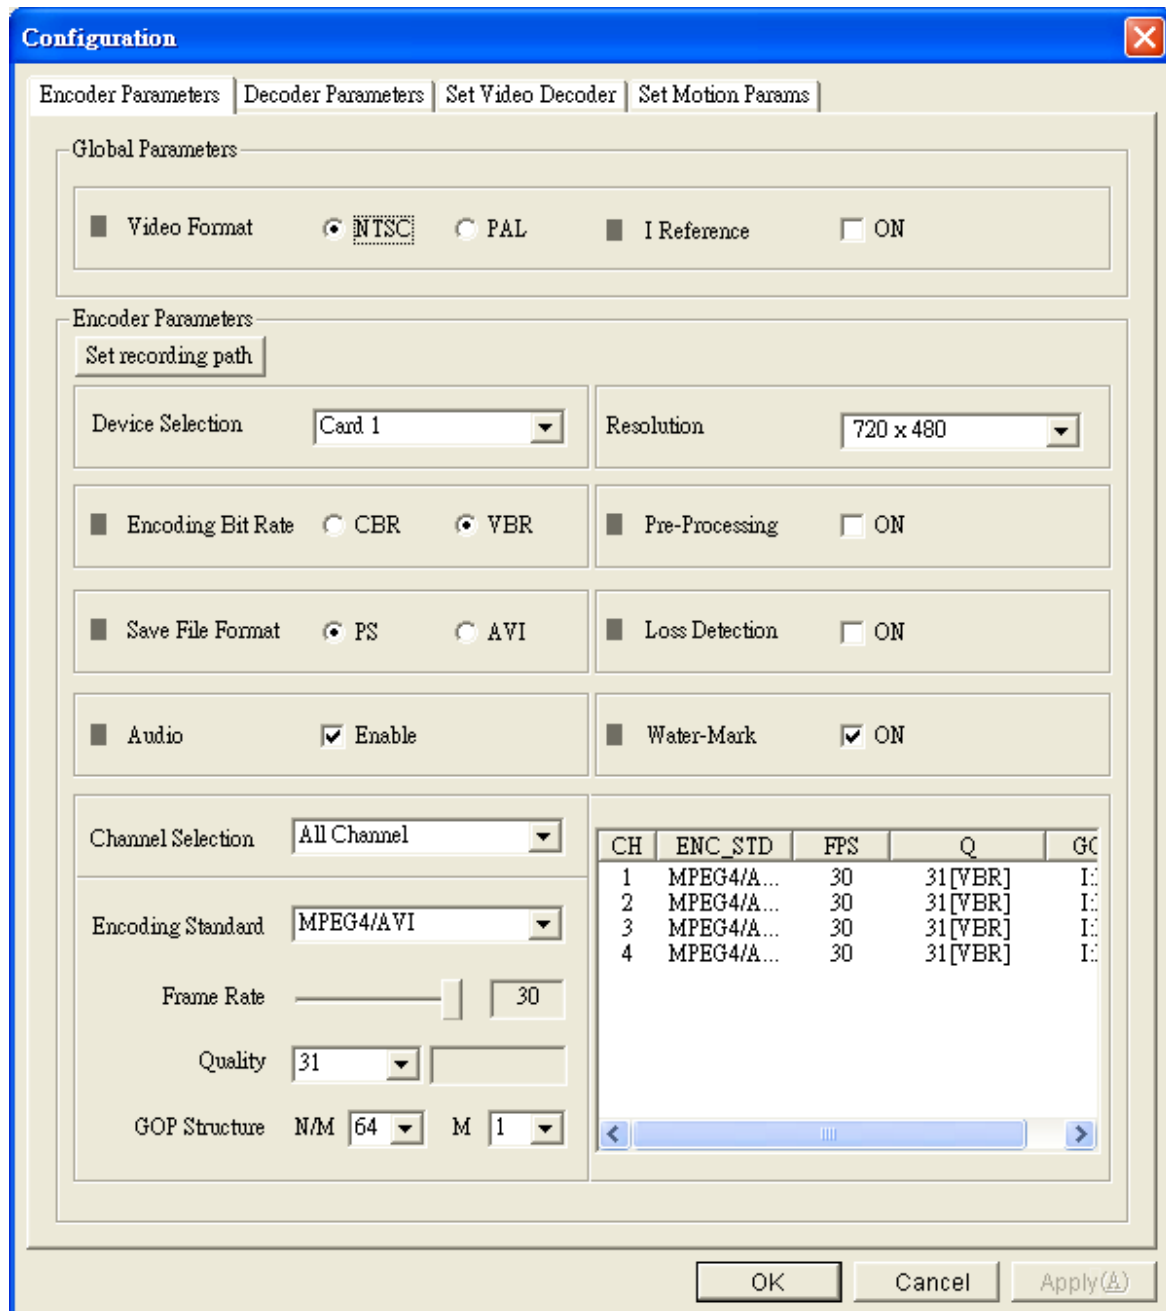 Configuration
Encoder Parameters Decoder Parameters Set Video Decoder Set Motion Params
Global Parameters
Video Format NTSC PAL I Reference ON
Encoder Parameters
Set recording path
Device Selection Card 1 Resolution 720 x 480
Encoding Bit Rate CBR VBR Pre-Processing ON
Save File Format PS AVI Loss Detection ON
Audio Enable Water-Mark ON
Channel Selection All Channel
CH ENC_STD FPS Q
1 MPEG4/A... 30 31[VBR]
2 MPEG4/A... 30 31[VBR]
3 MPEG4/A... 30 31[VBR]
4 MPEG4/A... 30 31[VBR]
Encoding Standard MPEG4/AVI
Frame Rate 30
Quality 31
GOP Structure N/M 64 M 1
OK Cancel Apply(A)